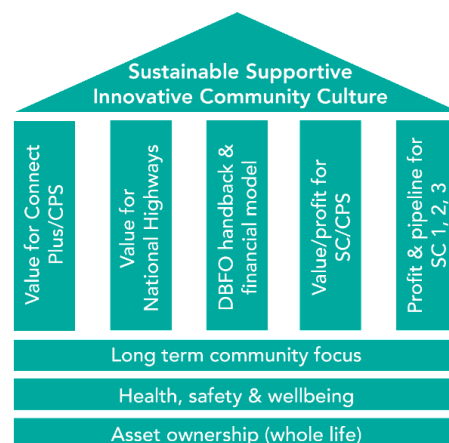 Sustainable Supportive
Innovative Community Culture
Value for Connect
Plus/CPS
Value for
National Highways
DBFO handback &
financial model
Value/profit for
SC/CPS
Profit & pipeline for
SC 1, 2, 3
Long term community focus
Health, safety & wellbeing
Asset ownership (whole life)